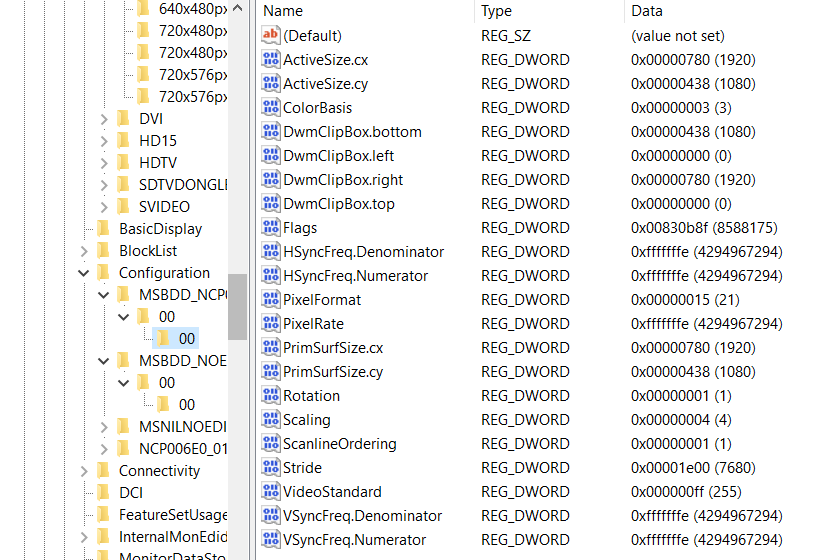 640x480px
720x480px
720x480px
720x576px
720x576px
DVI
HD15
HDTV
SDTVDONGL
SVIDEO
BasicDisplay
BlockList
Configuration
MSBDD_NCP0
00
00
MSBDD_NOE
00
00
MSNILNOEDI
NCP006E0_01
Connectivity
DCI
FeatureSetUsage
InternalMonEdid
MonitorDataSto
Name Type Data
ab (Default) REG_SZ (value not set)
ActiveSize.cx REG_DWORD 0x00000780 (1920)
ActiveSize.cy REG_DWORD 0x00000438 (1080)
ColorBasis REG_DWORD 0x00000003 (3)
DwmClipBox.bottom REG_DWORD 0x00000438 (1080)
DwmClipBox.left REG_DWORD 0x00000000 (0)
DwmClipBox.right REG_DWORD 0x00000780 (1920)
DwmClipBox.top REG_DWORD 0x00000000 (0)
Flags REG_DWORD 0x00830b8f (8588175)
HSyncFreq.Denominator REG_DWORD 0xfffffffe (4294967294)
HSyncFreq.Numerator REG_DWORD 0xfffffffe (4294967294)
PixelFormat REG_DWORD 0x00000015 (21)
PixelRate REG_DWORD 0xfffffffe (4294967294)
PrimSurfSize.cx REG_DWORD 0x00000780 (1920)
PrimSurfSize.cy REG_DWORD 0x00000438 (1080)
Rotation REG_DWORD 0x00000001 (1)
Scaling REG_DWORD 0x00000004 (4)
ScanlineOrdering REG_DWORD 0x00000001 (1)
Stride REG_DWORD 0x00001e00 (7680)
VideoStandard REG_DWORD 0x000000ff (255)
VSyncFreq.Denominator REG_DWORD 0xfffffffe (4294967294)
VSyncFreq.Numerator REG_DWORD 0xfffffffe (4294967294)